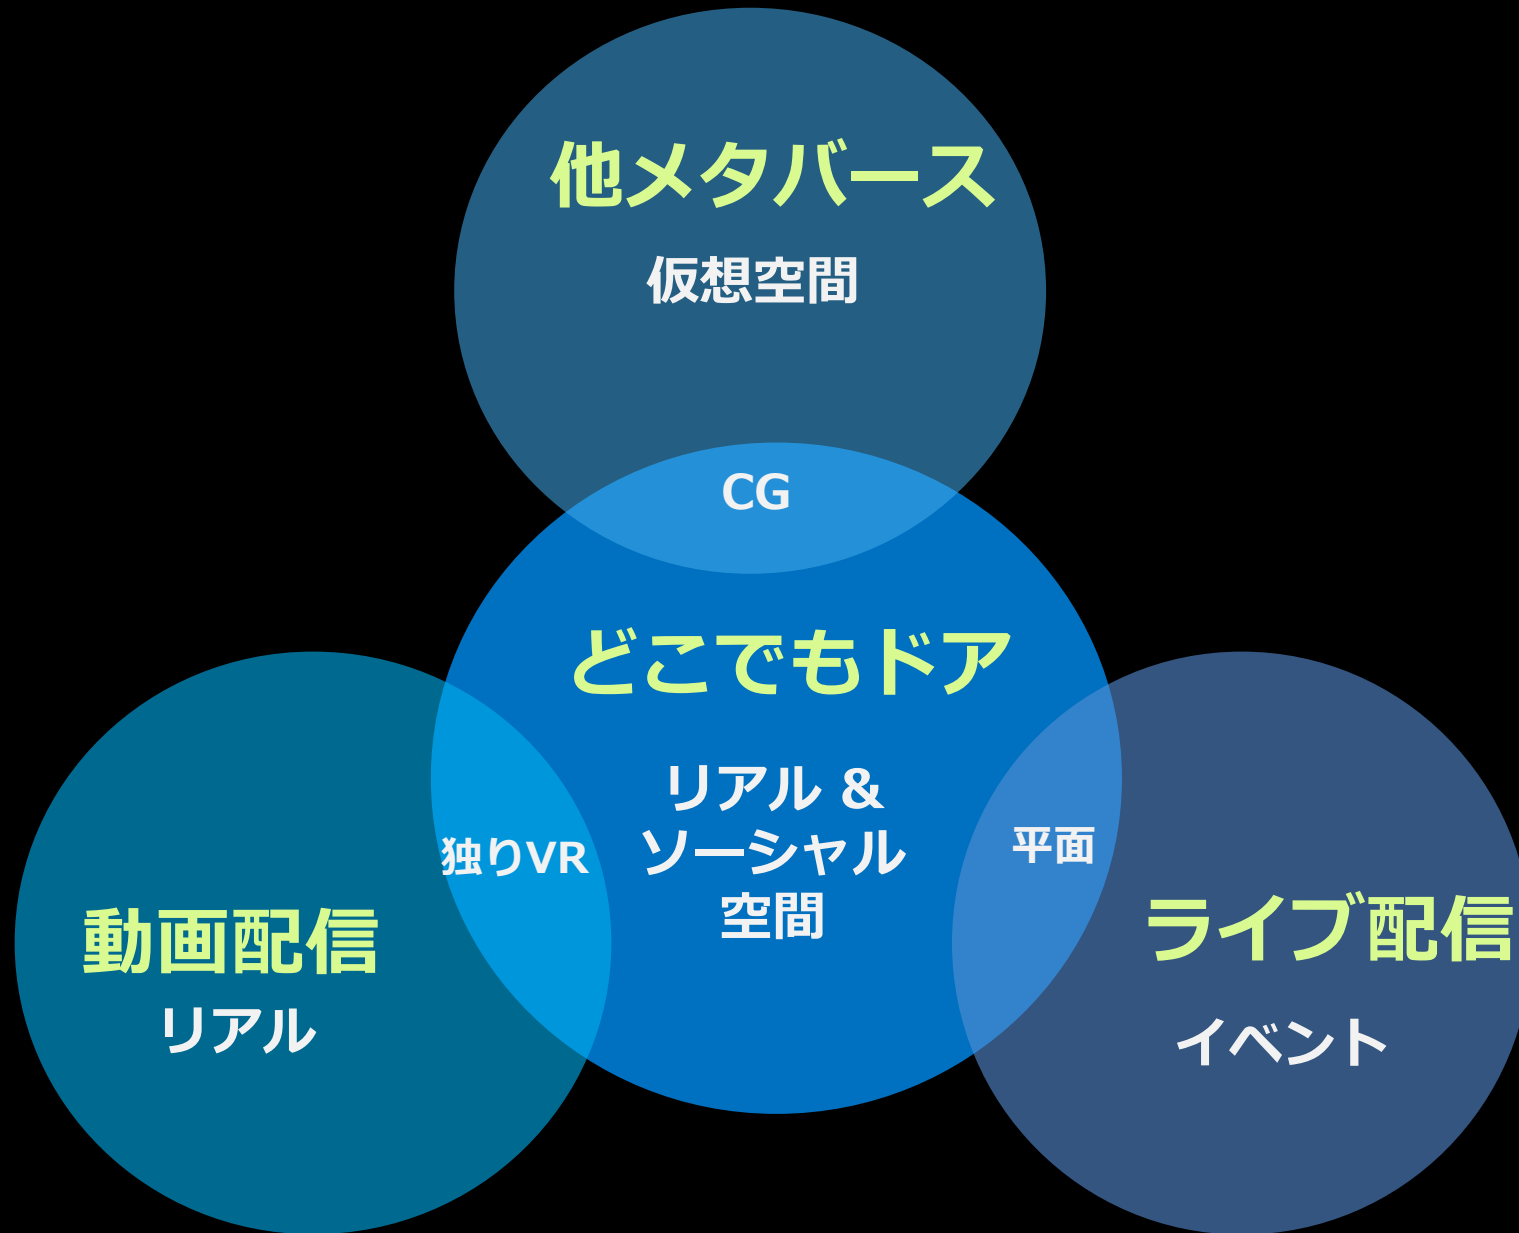 他メタバース
仮想空間
CG
どこでもドア
リアル &
ソーシャル
空間
独りVR
平面
動画配信
リアル
ライブ配信
イベント